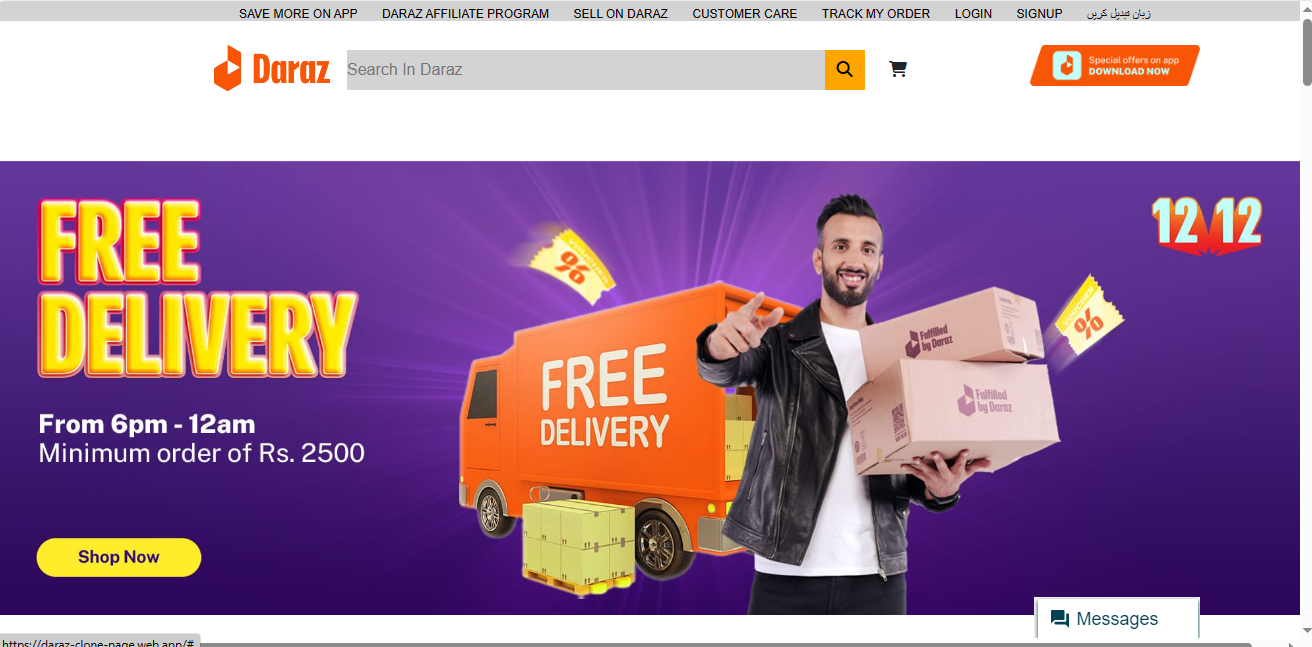 SAVE MORE ON APP DARAZ AFFILIATE PROGRAM SELL ON DARAZ CUSTOMER CARE TRACK MY ORDER LOGIN SIGNUP زبان تبدیل کریں
Daraz
Search In Daraz
Special offers on app
DOWNLOAD NOW
FREE
DELIVERY
From 6pm - 12am
Minimum order of Rs. 2500
Shop Now
%
FREE
DELIVERY
12 12
VOUCHER
%
Fulfilled
by Daraz
Fulfilled
by Daraz
Messages
https://daraz-clone-page.web.app/#